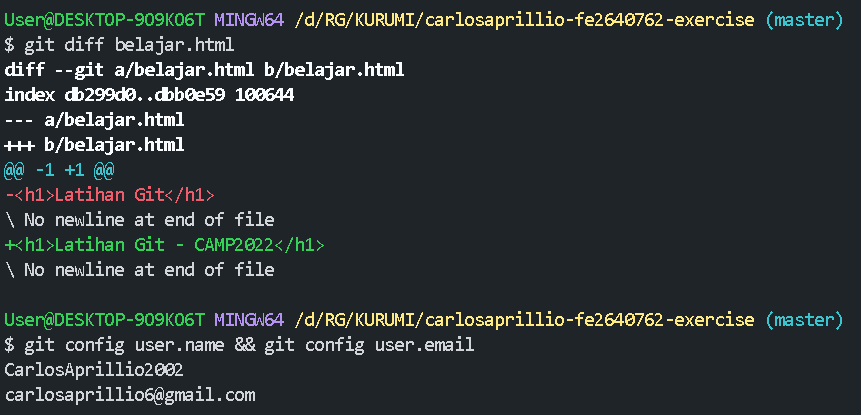 User@DESKTOP-9O9KO6T MINGW64 /d/RG/KURUMI/carlosaprillio-fe2640762-exercise (master)
$ git diff belajar.html
diff --git a/belajar.html b/belajar.html
index db299d0..dbb0e59 100644
--- a/belajar.html
+++ b/belajar.html
@@ -1 +1 @@
-<h1>Latihan Git</h1>
\ No newline at end of file
+<h1>Latihan Git - CAMP2022</h1>
\ No newline at end of file
User@DESKTOP-9O9KO6T MINGW64 /d/RG/KURUMI/carlosaprillio-fe2640762-exercise (master)
$ git config user.name && git config user.email
CarlosAprillio2002
carlosaprillio6@gmail.com